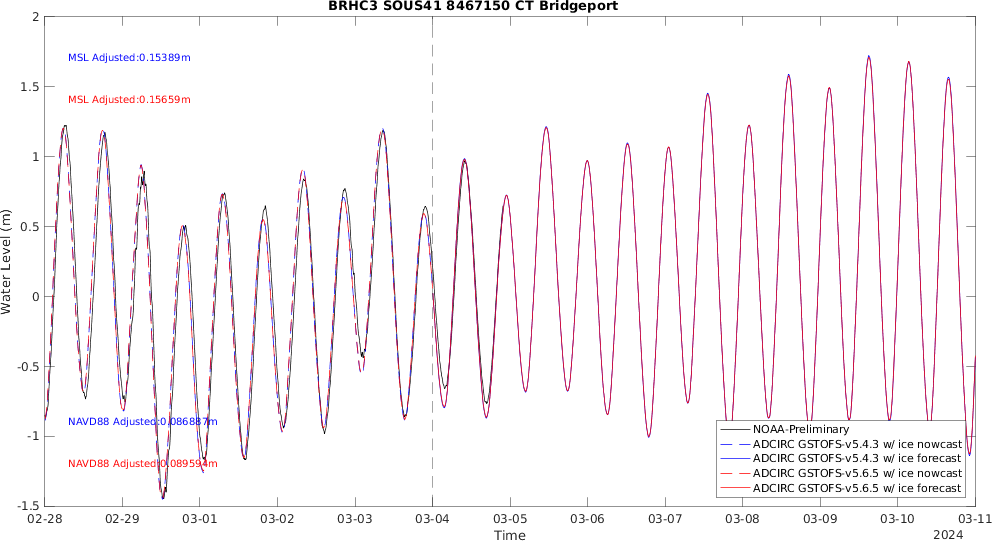 BRHC3 SOUS41 8467150 CT Bridgeport
2
1.5
1
0.5
0
-0.5
-1
-1.5
Water Level (m)
MSL Adjusted:0.15389m
MSL Adjusted:0.15659m
NAVD88 Adjusted:0.086887m
NAVD88 Adjusted:0.089594m
NOAA-Preliminary
ADCIRC GSTOFS-v5.4.3 w/ ice nowcast
ADCIRC GSTOFS-v5.4.3 w/ ice forecast
ADCIRC GSTOFS-v5.6.5 w/ ice nowcast
ADCIRC GSTOFS-v5.6.5 w/ ice forecast
02-28 02-29 03-01 03-02 03-03 03-04 03-05 03-06 03-07 03-08 03-09 03-10 03-11
Time
2024